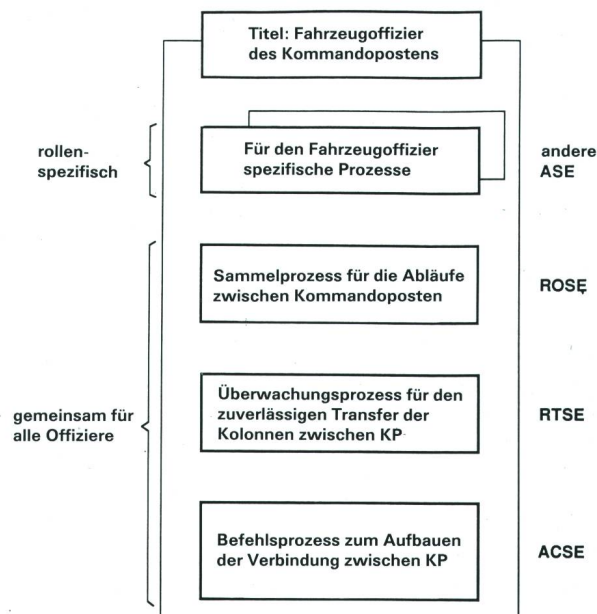 Titel: Fahrzeugoffizier
des Kommandopostens
rollen-
spezifisch
Für den Fahrzeugoffizier
spezifische Prozesse
andere
ASE
Sammelprozess für die Abläufe
zwischen Kommandoposten
ROSE
gemeinsam für
alle Offiziere
Überwachungsprozess für den
zuverlässigen Transfer der
Kolonnen zwischen KP
RTSE
Befehlsprozess zum Aufbauen
der Verbindung zwischen KP
ACSE